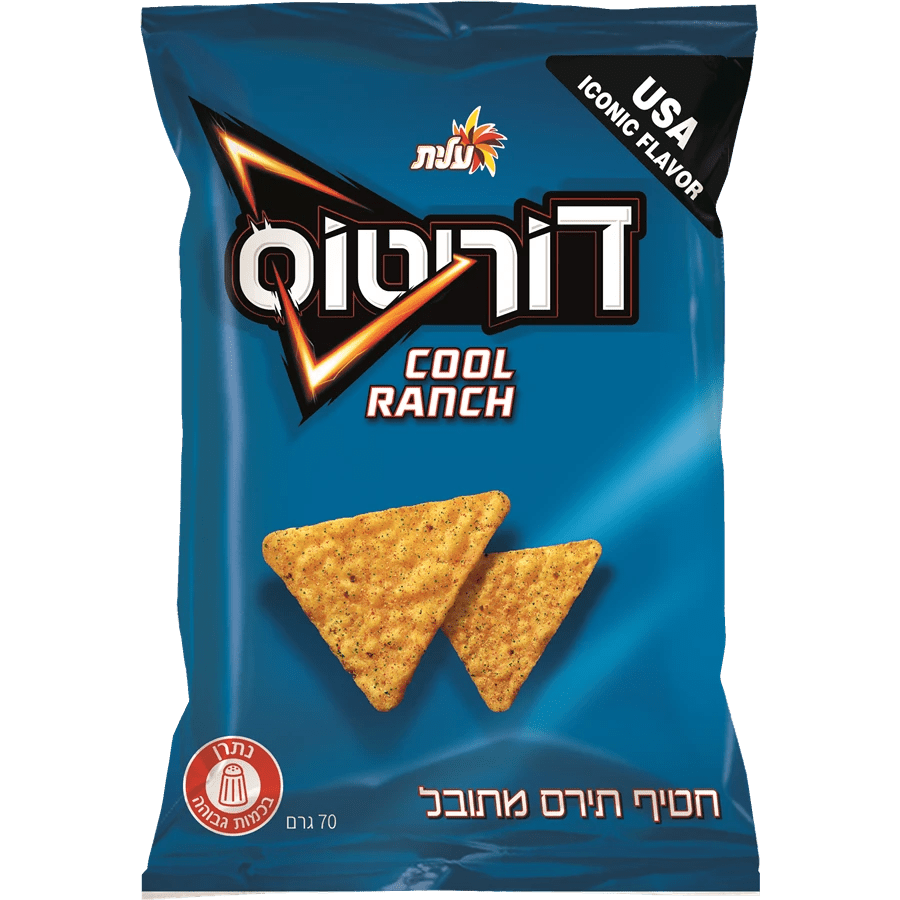 USA
ICONIC FLAVOR
עלית
דוריטוס
COOL
RANCH
חטיף תירס מתובל
70 גרם
נתרן
בכמות גבוהה